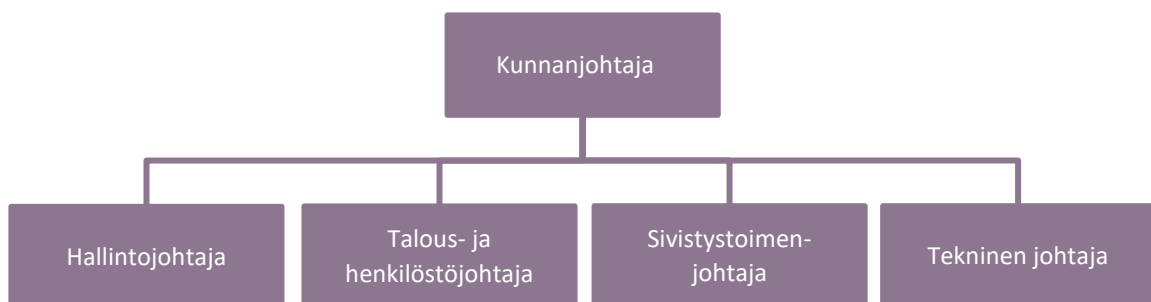 Kunnanjohtaja
Hallintojohtaja
Talous- ja
henkilöstöjohtaja
Sivistystoimen-
johtaja
Tekninen johtaja